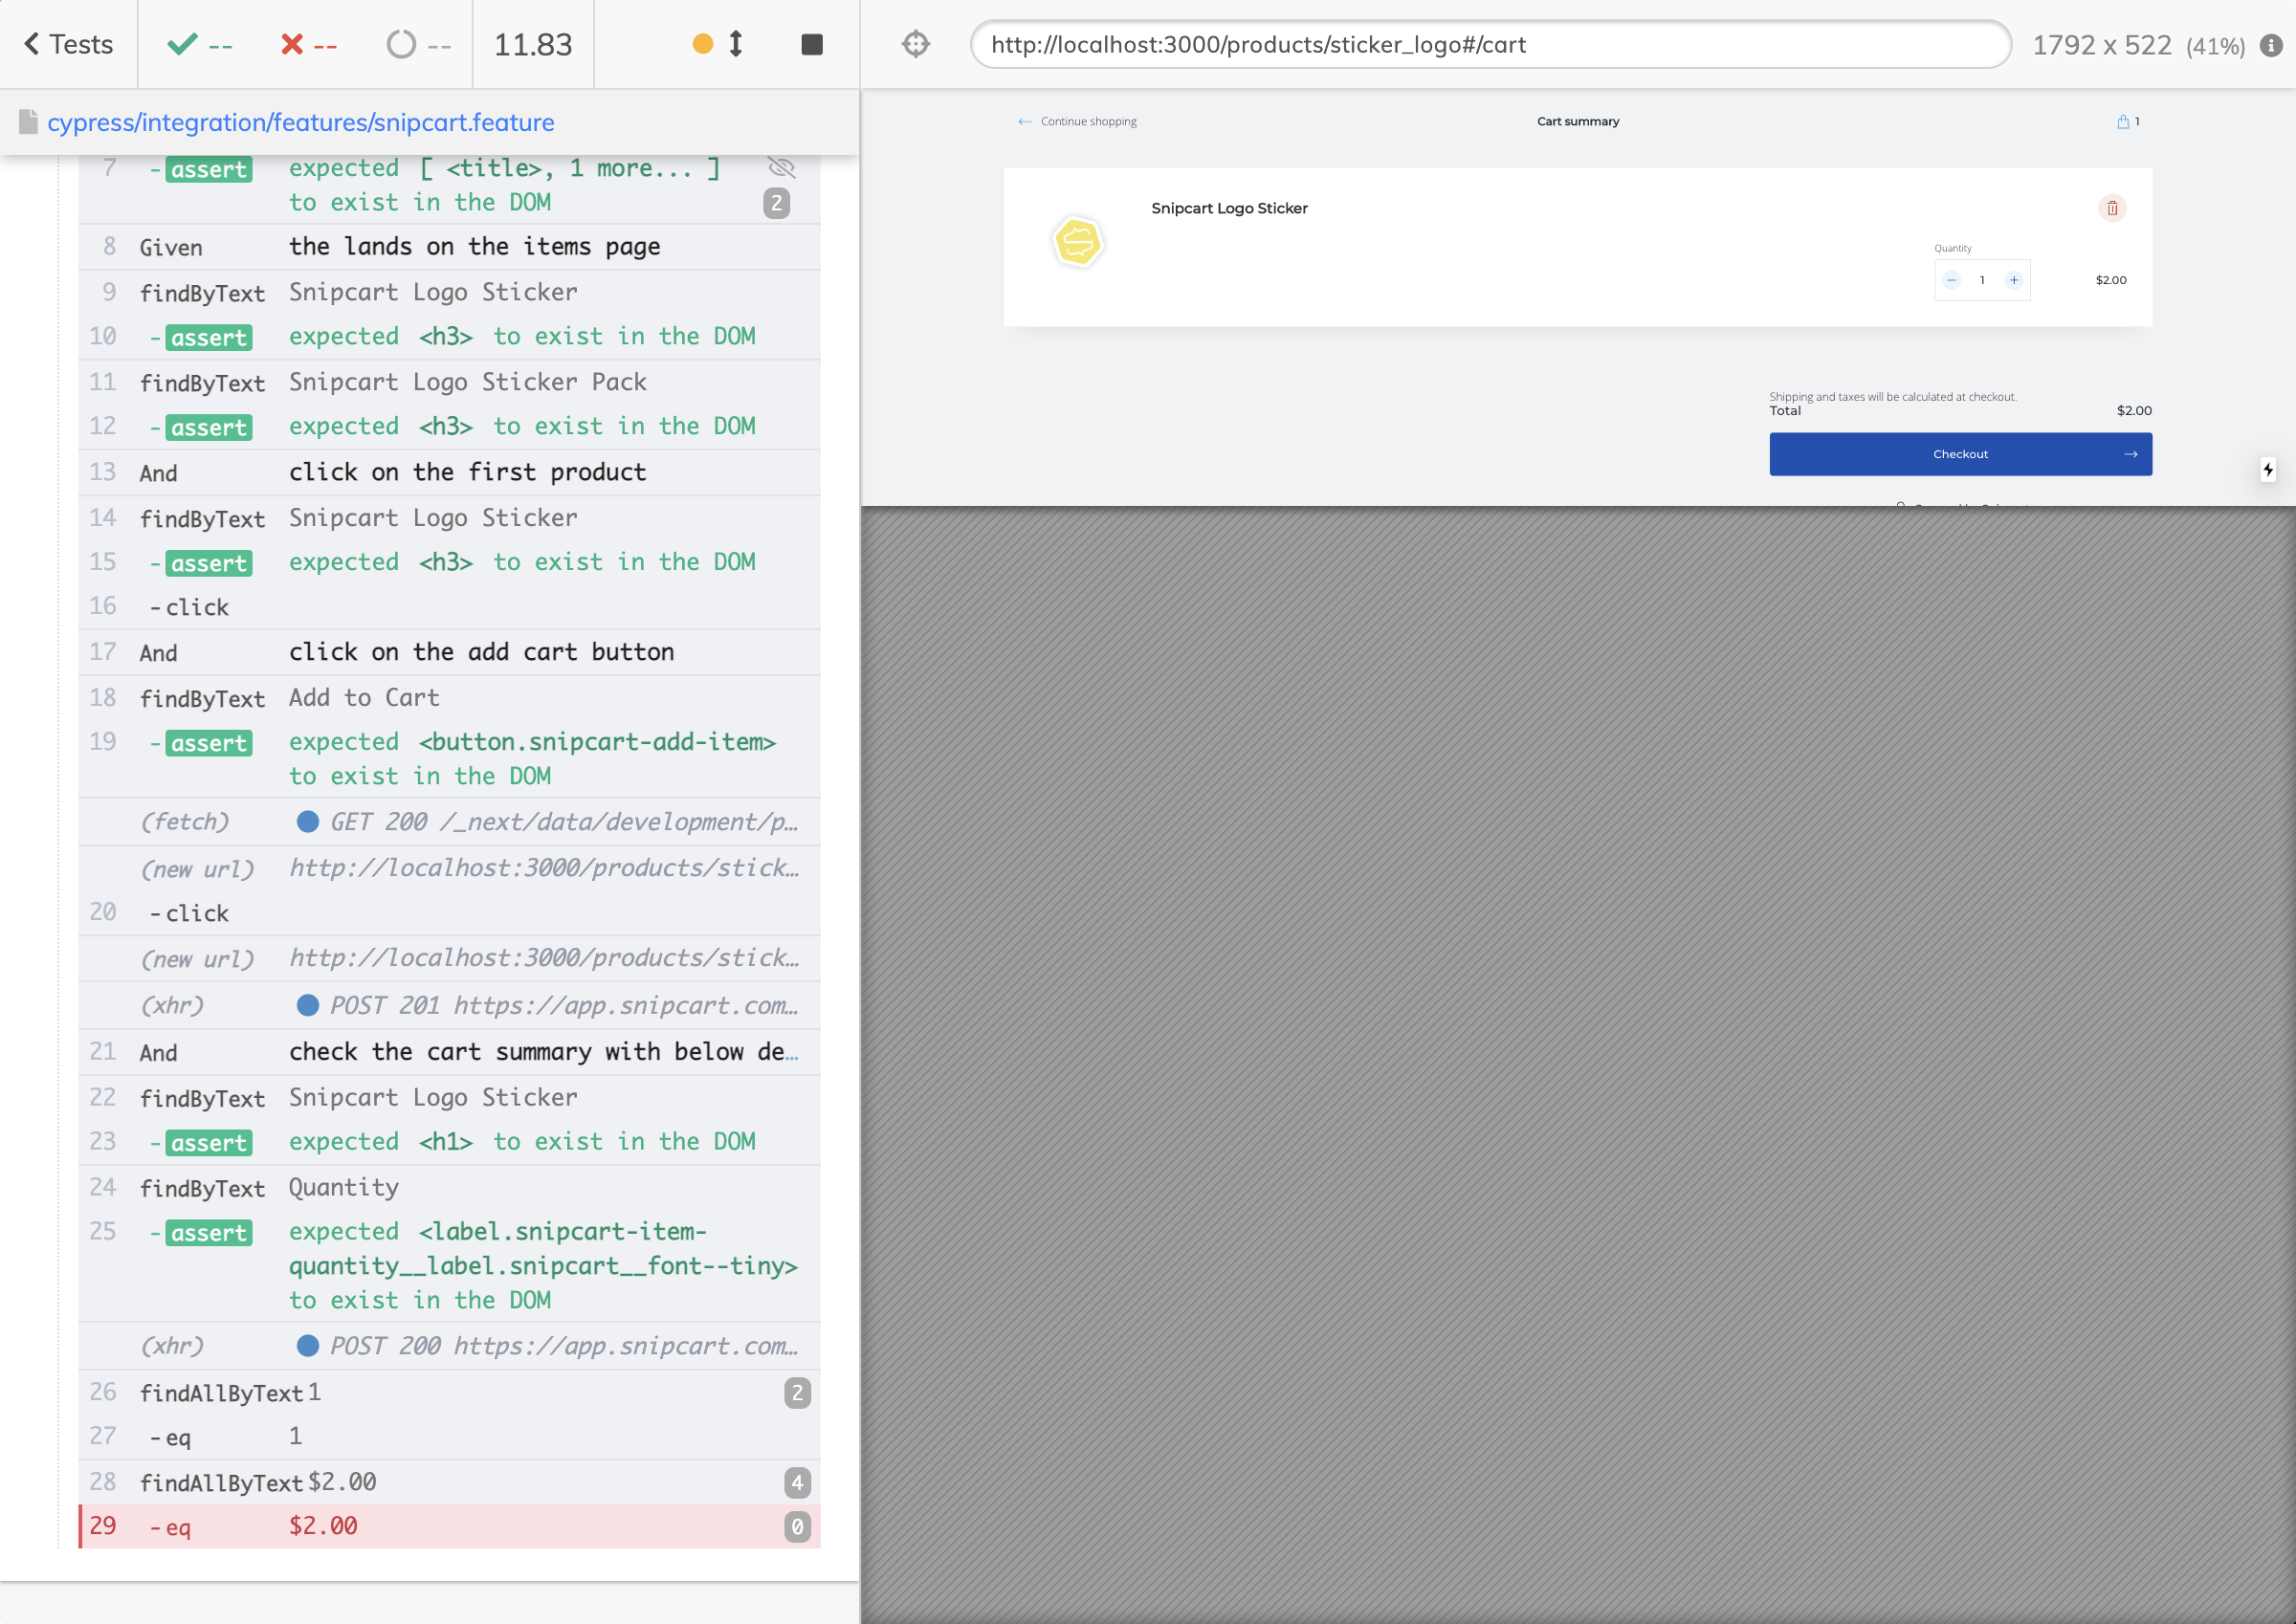 Tests -- -- -- 11.83
http://localhost:3000/products/sticker_logo#/cart 1792 x 522 (41%)
cypress/integration/features/snipcart.feature
7 -assert expected [ <title>, 1 more... ]
to exist in the DOM 2
8 Given the lands on the items page
9 findByText Snipcart Logo Sticker
10 -assert expected <h3> to exist in the DOM
11 findByText Snipcart Logo Sticker Pack
12 -assert expected <h3> to exist in the DOM
13 And click on the first product
14 findByText Snipcart Logo Sticker
15 -assert expected <h3> to exist in the DOM
16 -click
17 And click on the add cart button
18 findByText Add to Cart
19 -assert expected <button.snipcart-add-item>
to exist in the DOM
(fetch) GET 200 /_next/data/development/p…
(new url) http://localhost:3000/products/stick…
20 -click
(new url) http://localhost:3000/products/stick…
(xhr) POST 201 https://app.snipcart.com…
21 And check the cart summary with below de…
22 findByText Snipcart Logo Sticker
23 -assert expected <h1> to exist in the DOM
24 findByText Quantity
25 -assert expected <label.snipcart-item-
quantity__label.snipcart__font--tiny>
to exist in the DOM
(xhr) POST 200 https://app.snipcart.com…
26 findAllByText 1 2
27 -eq 1
28 findAllByText $2.00 4
29 -eq $2.00 0
Continue shopping Cart summary 1
Snipcart Logo Sticker
Quantity
1 $2.00
Shipping and taxes will be calculated at checkout.
Total $2.00
Checkout